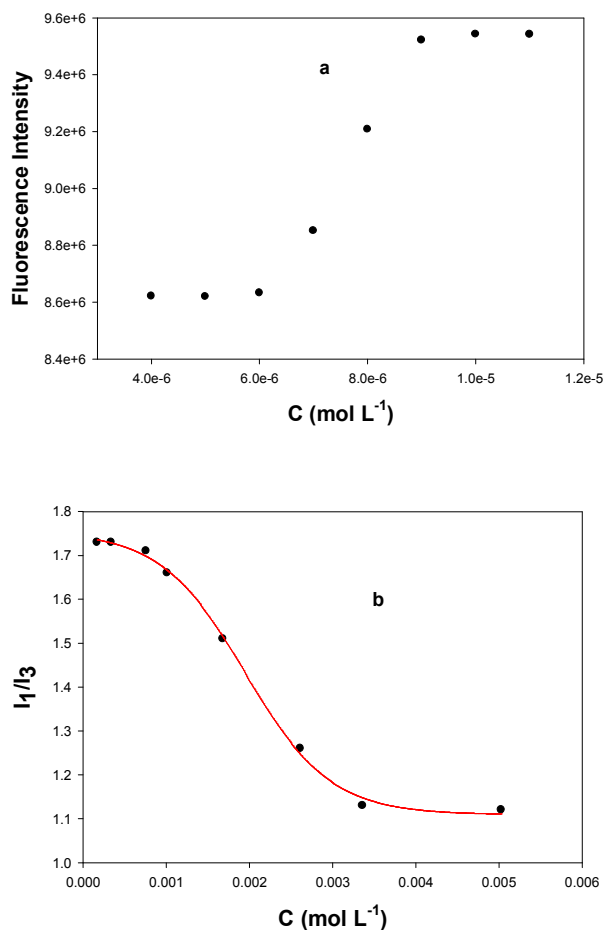 9.6e+6
9.4e+6
9.2e+6
9.0e+6
8.8e+6
8.6e+6
8.4e+6
Fluorescence Intensity
a
4.0e-6 6.0e-6 8.0e-6 1.0e-5 1.2e-5
C (mol L⁻¹)
1.8
1.7
1.6
1.5
1.4
1.3
1.2
1.1
1.0
I₁/I₃
b
0.000 0.001 0.002 0.003 0.004 0.005 0.006
C (mol L⁻¹)